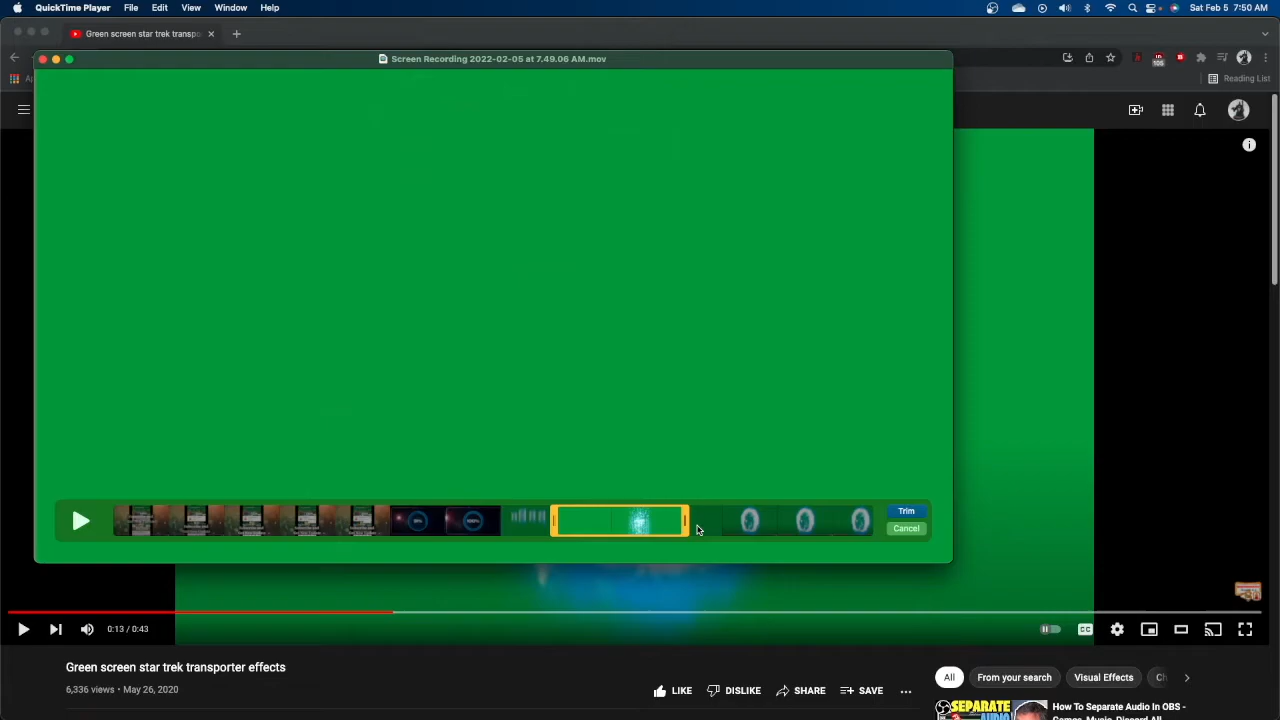 QuickTime Player File Edit View Window Help
Sat Feb 5 7:50 AM
Green screen star trek transpo
Screen Recording 2022-02-05 at 7.49.06 AM.mov
105
Reading List
Trim
Cancel
0:13 / 0:43
CC
Green screen star trek transporter effects
6,336 views • May 26, 2020
LIKE DISLIKE SHARE SAVE
All From your search Visual Effects
SEPARATE
How To Separate Audio In OBS -